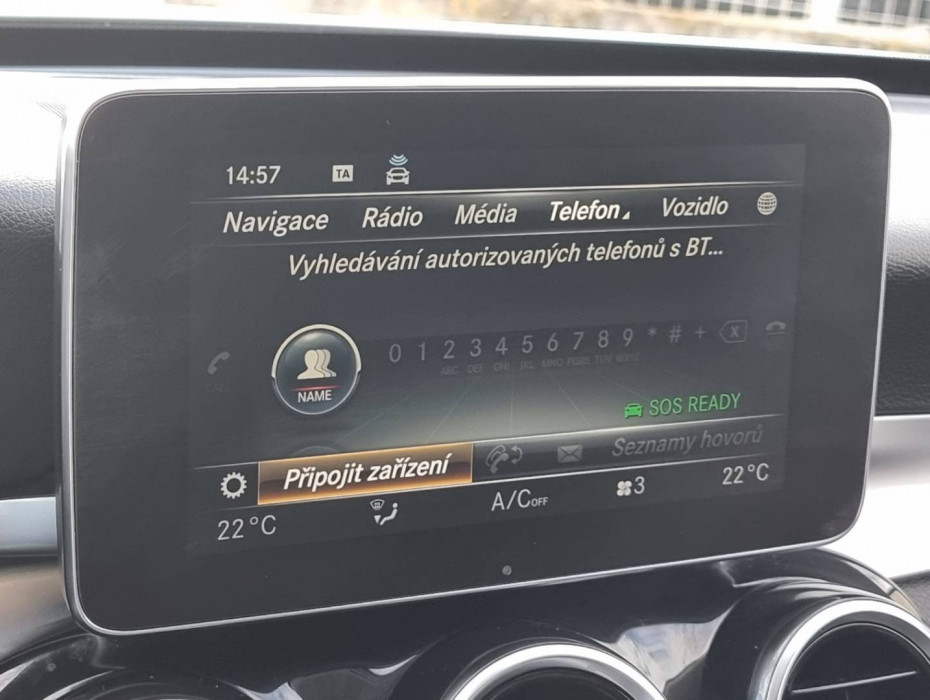 14:57 TA
Navigace Rádio Média Telefon Vozidlo
Vyhledávání autorizovaných telefonů s BT...
0 1 2 3 4 5 6 7 8 9 * # + X
ABC DEF GHI JKL MNO PQRS TUV WXYZ
NAME
SOS READY
Připojit zařízení Seznamy hovorů
22°C A/C OFF 3 22°C